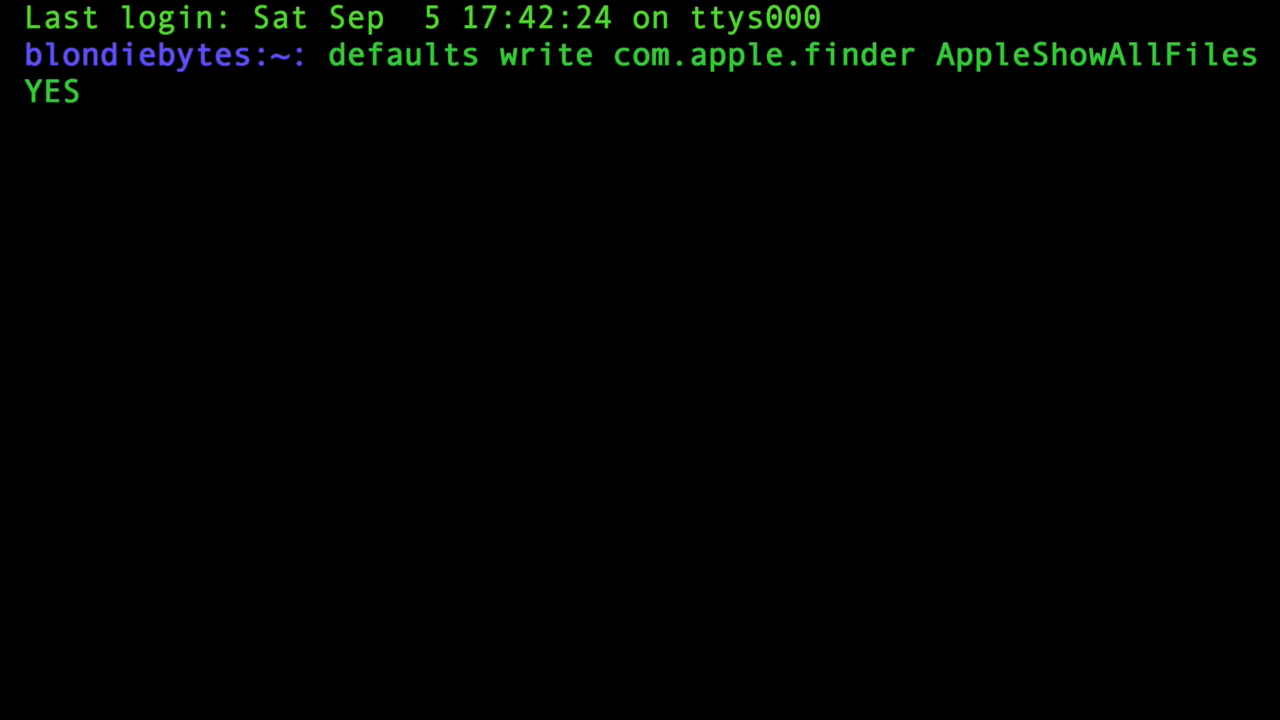 Last login: Sat Sep  5 17:42:24 on ttys000
blondiebytes:~: defaults write com.apple.finder AppleShowAllFiles
YES